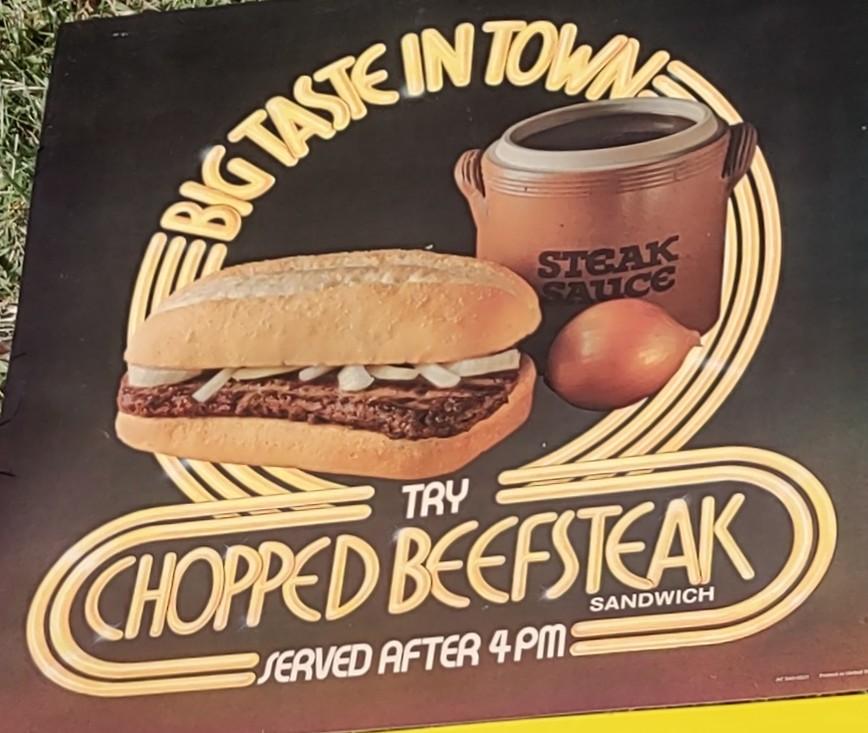 BIG TASTE IN TOWN
STEAK
SAUCE
TRY
CHOPPED BEEFSTEAK
SANDWICH
SERVED AFTER 4 PM